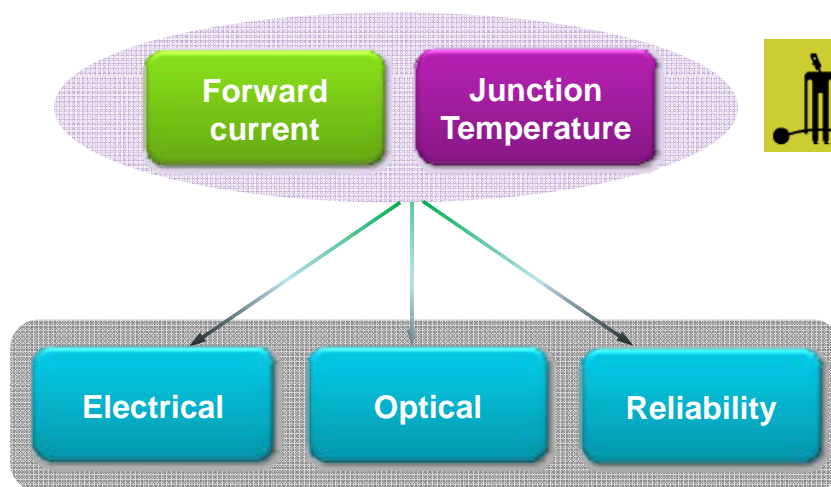 Forward
current
Junction
Temperature
Electrical
Optical
Reliability